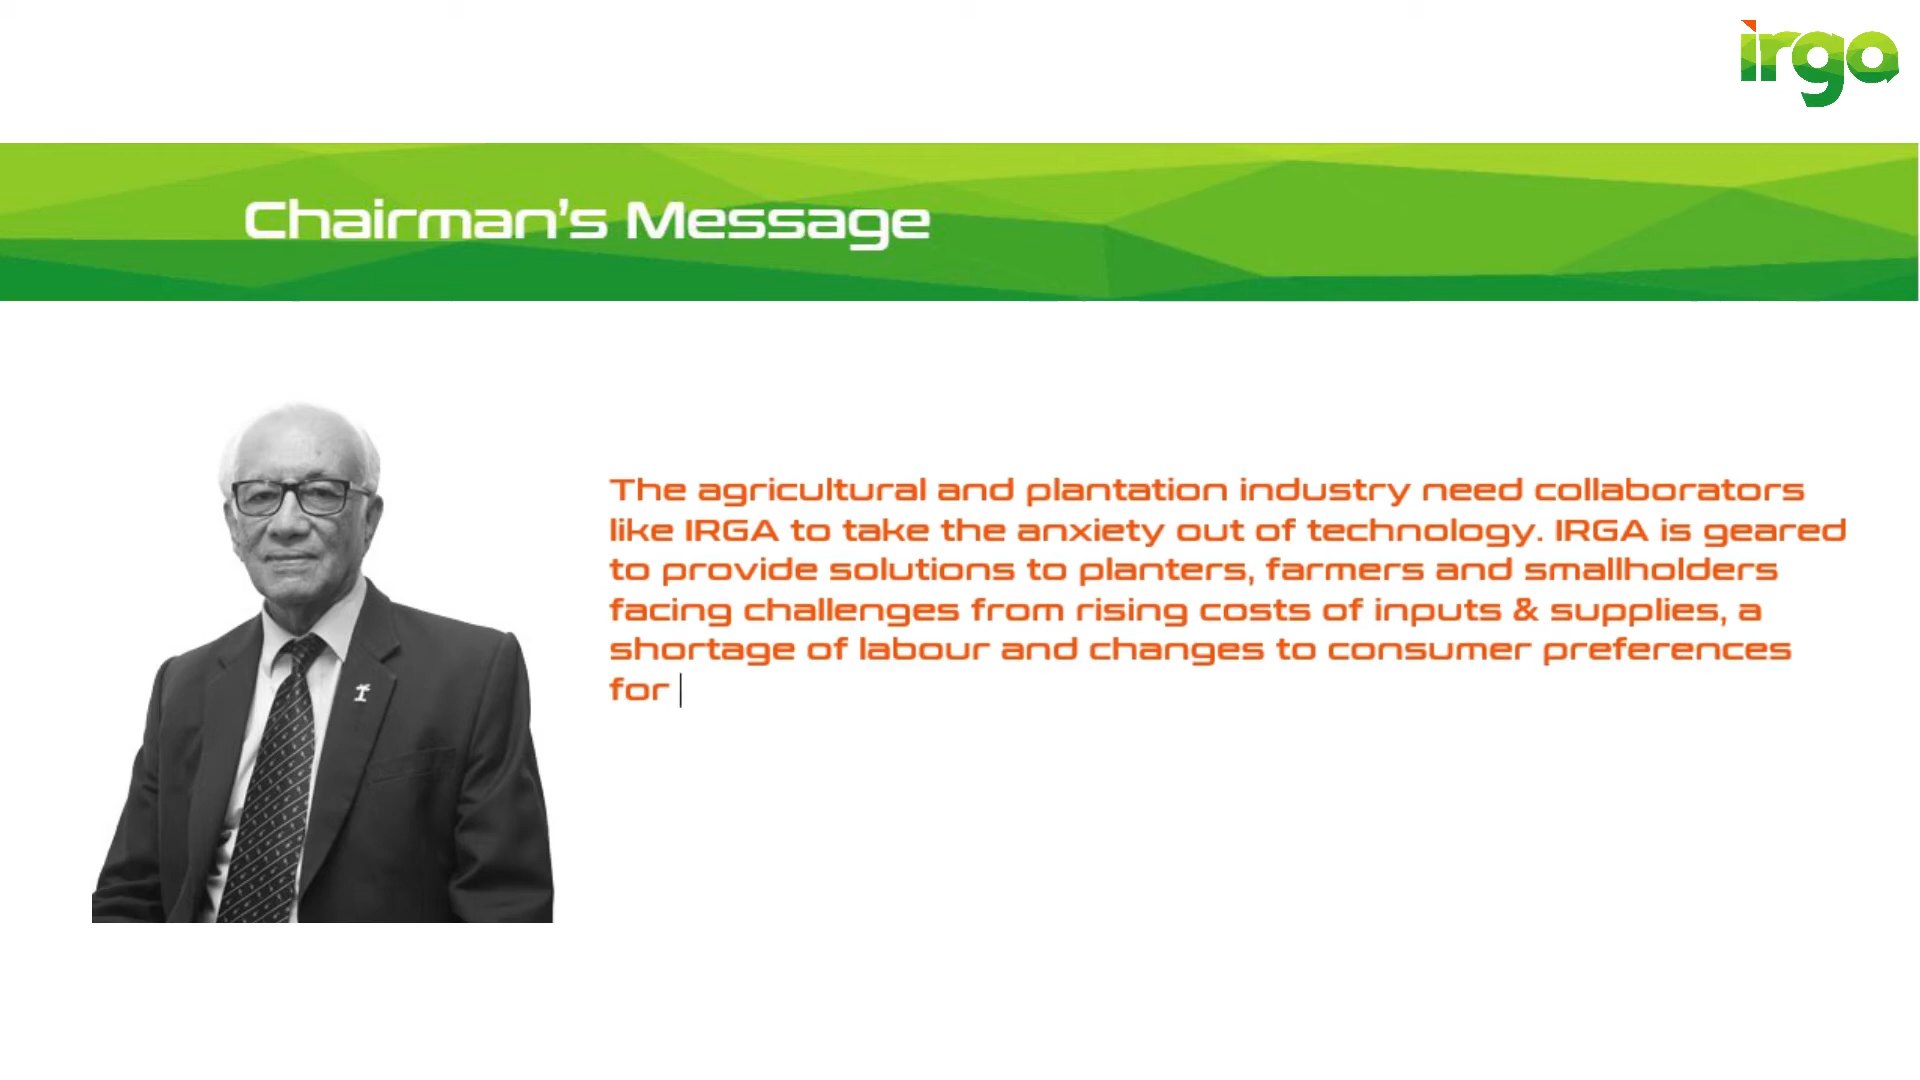 irga
Chairman's Message
The agricultural and plantation industry need collaborators
like IRGA to take the anxiety out of technology. IRGA is geared
to provide solutions to planters, farmers and smallholders
facing challenges from rising costs of inputs & supplies, a
shortage of labour and changes to consumer preferences
for